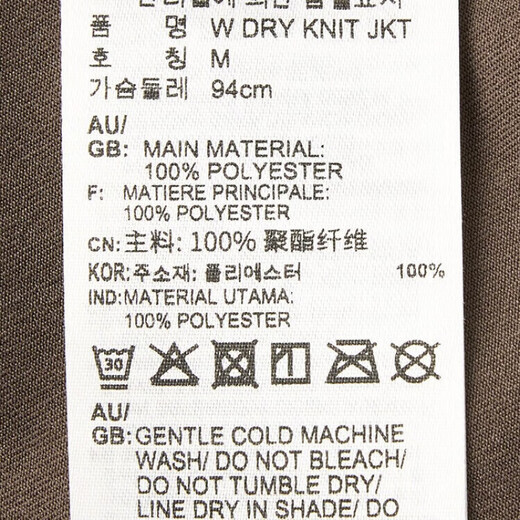 품 명 W DRY KNIT JKT
호 칭 M
가슴둘레 94cm
AU/
GB: MAIN MATERIAL:
100% POLYESTER
F: MATIERE PRINCIPALE:
100% POLYESTER
CN: 主料: 100% 聚酯纤维
KOR: 주소재: 폴리에스터 100%
IND: MATERIAL UTAMA:
100% POLYESTER
30
AU/
GB: GENTLE COLD MACHINE
WASH/ DO NOT BLEACH/
DO NOT TUMBLE DRY/
LINE DRY IN SHADE/ DO